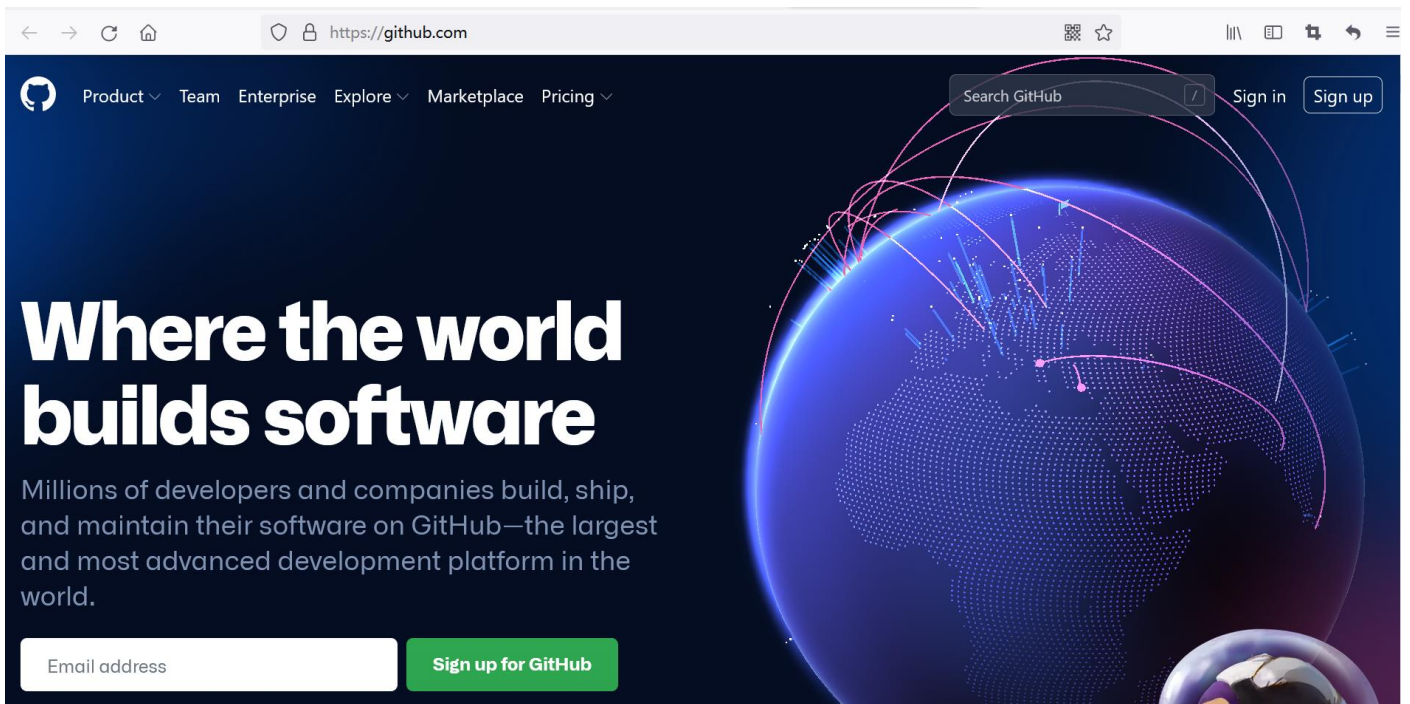 https://github.com
Product Team Enterprise Explore Marketplace Pricing Search GitHub / Sign in Sign up
Where the world
builds software
Millions of developers and companies build, ship,
and maintain their software on GitHub—the largest
and most advanced development platform in the
world.
Email address Sign up for GitHub